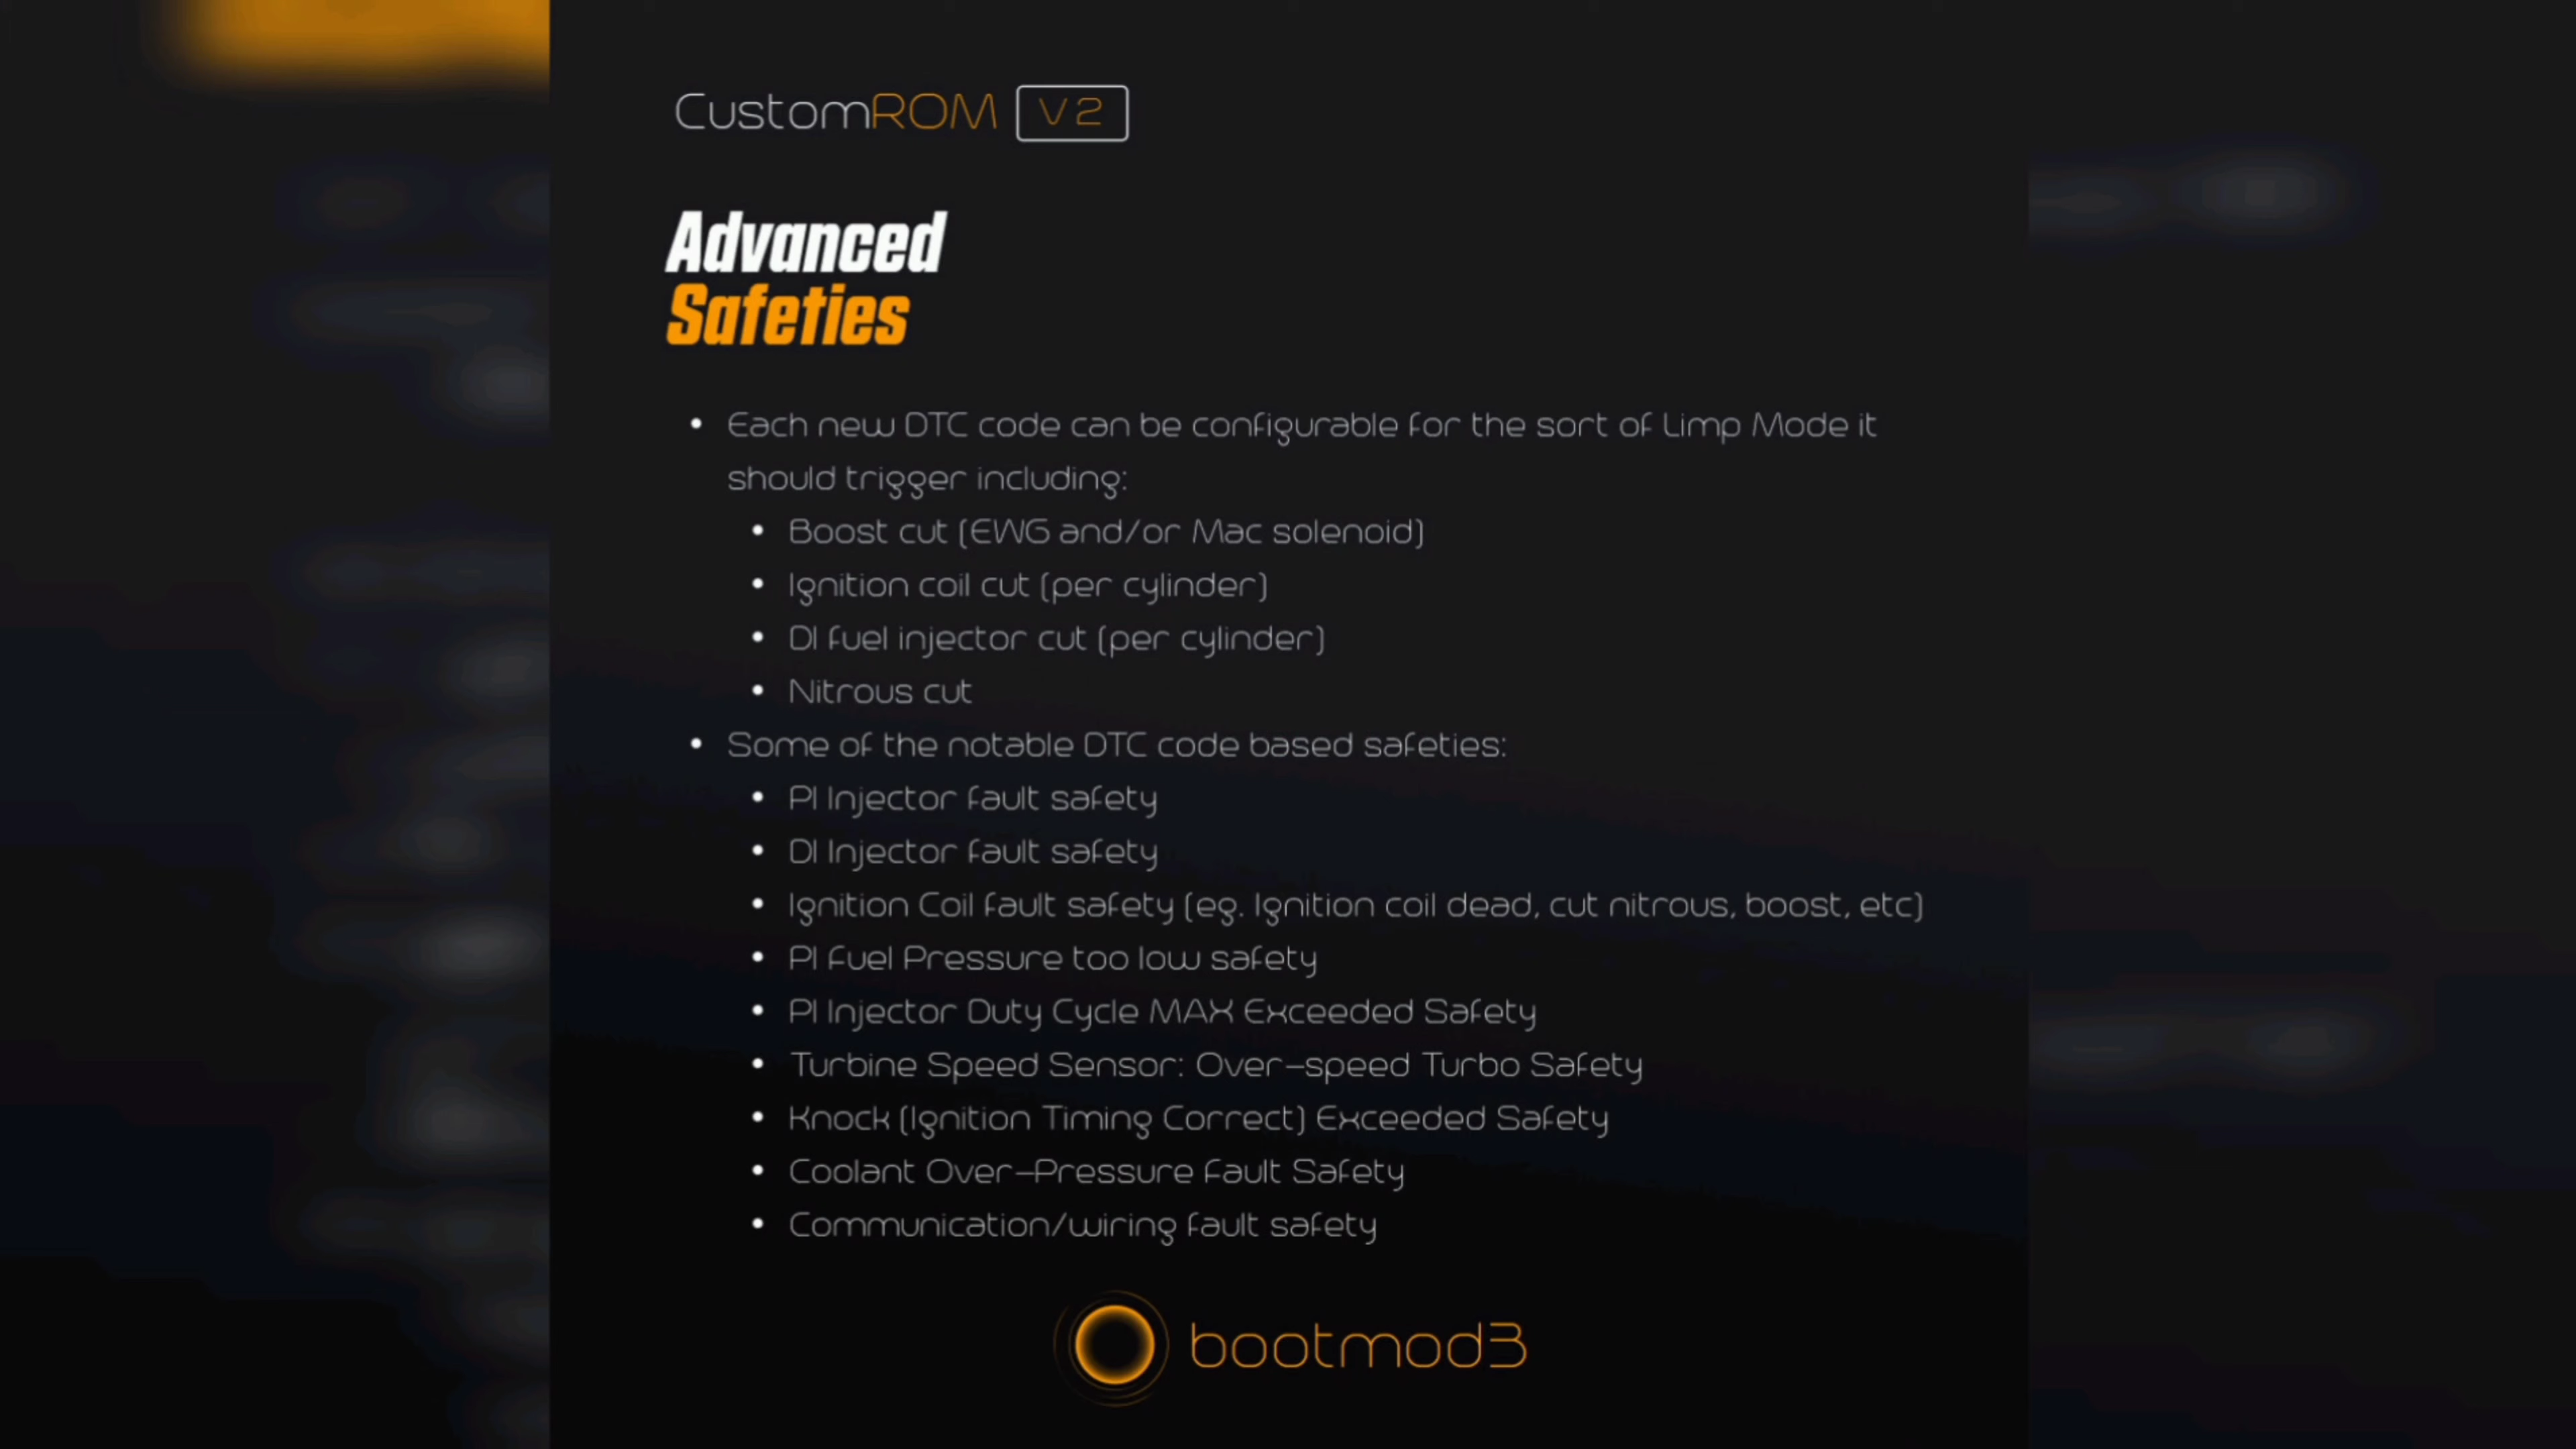 CustomROM V2
Advanced
Safeties
• Each new DTC code can be configurable for the sort of Limp Mode it
should trigger including:
• Boost cut (EWG and/or Mac solenoid)
• Ignition coil cut (per cylinder)
• DI fuel injector cut (per cylinder)
• Nitrous cut
• Some of the notable DTC code based safeties:
• PI Injector fault safety
• DI Injector fault safety
• Ignition Coil fault safety (eg. Ignition coil dead, cut nitrous, boost, etc)
• PI Fuel Pressure too low safety
• PI Injector Duty Cycle MAX Exceeded Safety
• Turbine Speed Sensor: Over-speed Turbo Safety
• Knock (Ignition Timing Correct) Exceeded Safety
• Coolant Over-Pressure Fault Safety
• Communication/wiring fault safety
bootmod3